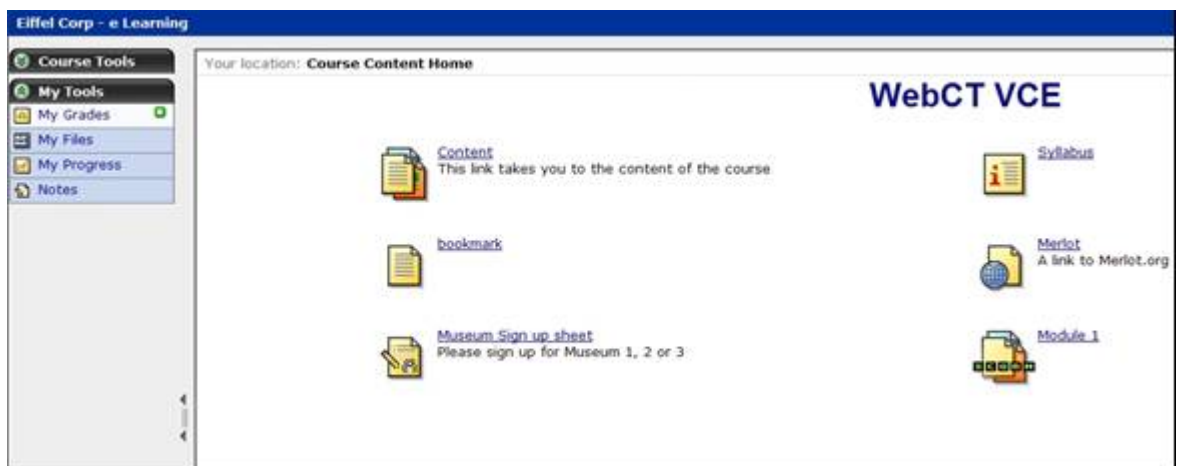 Eiffel Corp - e Learning
Course Tools
My Tools
My Grades
My Files
My Progress
Notes
Your location: Course Content Home
WebCT VCE
Content
This link takes you to the content of the course
Syllabus
bookmark
Merlot
A link to Merlot.org
Museum Sign up sheet
Please sign up for Museum 1, 2 or 3
Module 1